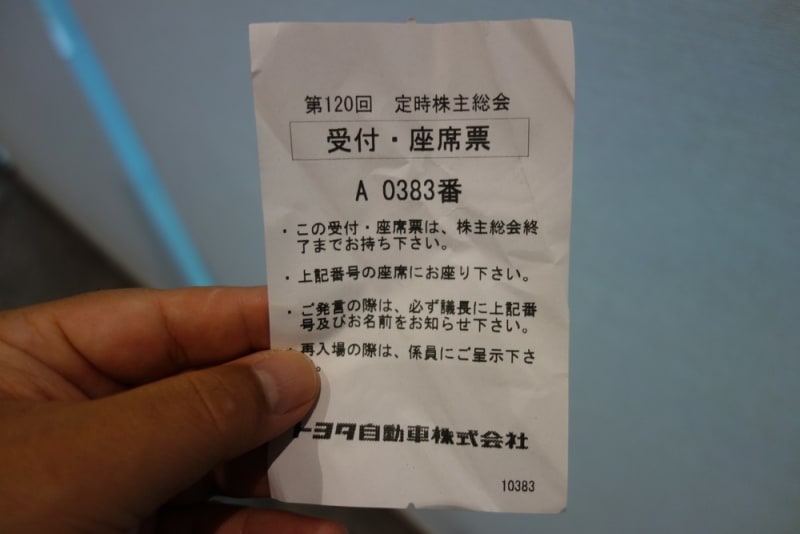 第120回 定時株主総会
受付・座席票
A 0383番
・この受付・座席票は、株主総会終
了までお持ち下さい。
・上記番号の座席にお座り下さい。
・ご発言の際は、必ず議長に上記番
号及びお名前をお知らせ下さい。
再入場の際は、係員にご呈示下さ
。
トヨタ自動車株式会社
10383